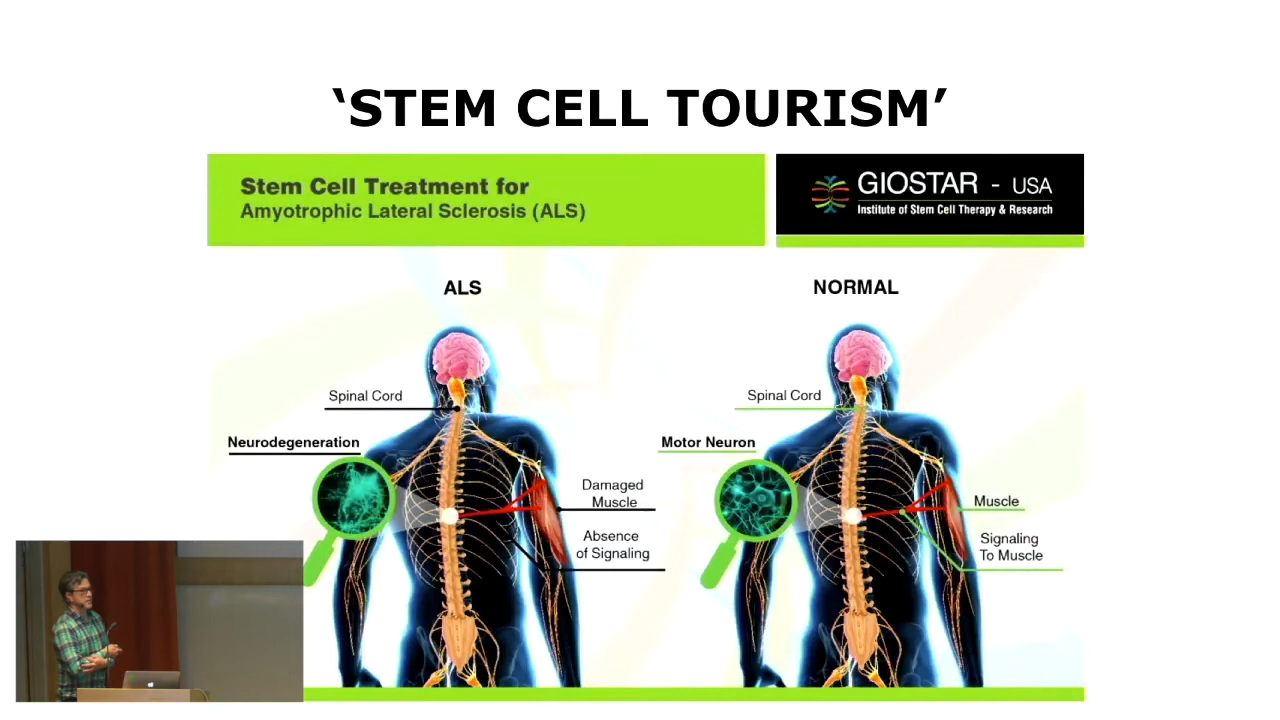 ‘STEM CELL TOURISM’
Stem Cell Treatment for
Amyotrophic Lateral Sclerosis (ALS)
GIOSTAR - USA
Institute of Stem Cell Therapy & Research
ALS
Spinal Cord
Neurodegeneration
Damaged
Muscle
Absence
of Signaling
NORMAL
Spinal Cord
Motor Neuron
Muscle
Signaling
To Muscle